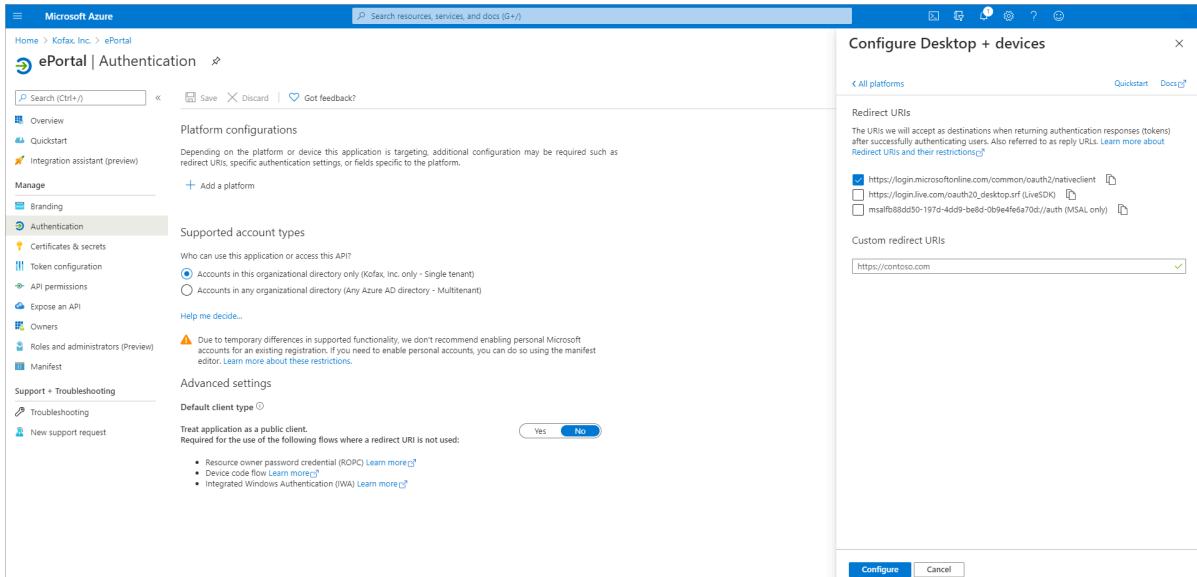 Microsoft Azure
Search resources, services, and docs (G+/)
1
Home > Kofax, Inc. > ePortal
ePortal | Authentication
Search (Ctrl+/)
«
Overview
Quickstart
Integration assistant (preview)
Manage
Branding
Authentication
Certificates & secrets
Token configuration
API permissions
Expose an API
Owners
Roles and administrators (Preview)
Manifest
Support + Troubleshooting
Troubleshooting
New support request
Save Discard Got feedback?
Platform configurations
Depending on the platform or device this application is targeting, additional configuration may be required such as
redirect URIs, specific authentication settings, or fields specific to the platform.
Add a platform
Supported account types
Who can use this application or access this API?
Accounts in this organizational directory only (Kofax, Inc. only - Single tenant)
Accounts in any organizational directory (Any Azure AD directory - Multitenant)
Help me decide...
Due to temporary differences in supported functionality, we don't recommend enabling personal Microsoft
accounts for an existing registration. If you need to enable personal accounts, you can do so using the manifest
editor. Learn more about these restrictions.
Advanced settings
Default client type
Treat application as a public client.
Required for the use of the following flows where a redirect URI is not used:
Yes No
• Resource owner password credential (ROPC) Learn more
• Device code flow Learn more
• Integrated Windows Authentication (IWA) Learn more
Configure Desktop + devices
All platforms
Quickstart Docs
Redirect URIs
The URIs we will accept as destinations when returning authentication responses (tokens)
after successfully authenticating users. Also referred to as reply URLs. Learn more about
Redirect URIs and their restrictions
https://login.microsoftonline.com/common/oauth2/nativeclient
https://login.live.com/oauth20_desktop.srf (LiveSDK)
msalfb88dd50-197d-4dd9-be8d-0b9e4fe6a70d://auth (MSAL only)
Custom redirect URIs
https://contoso.com
Configure Cancel